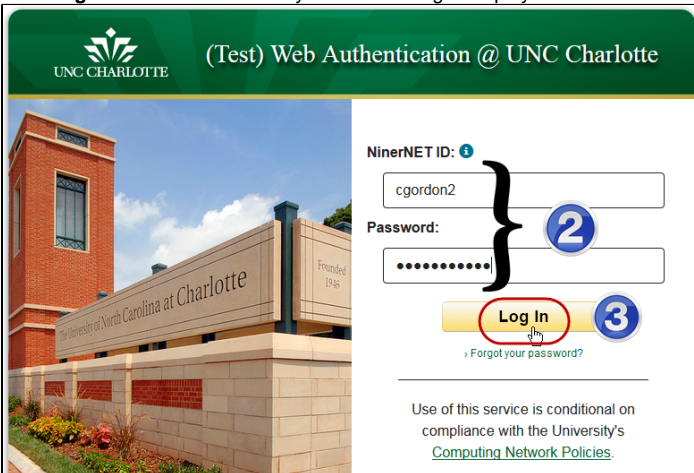 UNC CHARLOTTE
(Test) Web Authentication @ UNC Charlotte
The University of North Carolina at Charlotte
Founded
1946
NinerNET ID:
cgordon2
2
Password:
•••••••••••
Log In
3
› Forgot your password?
Use of this service is conditional on
compliance with the University's
Computing Network Policies.